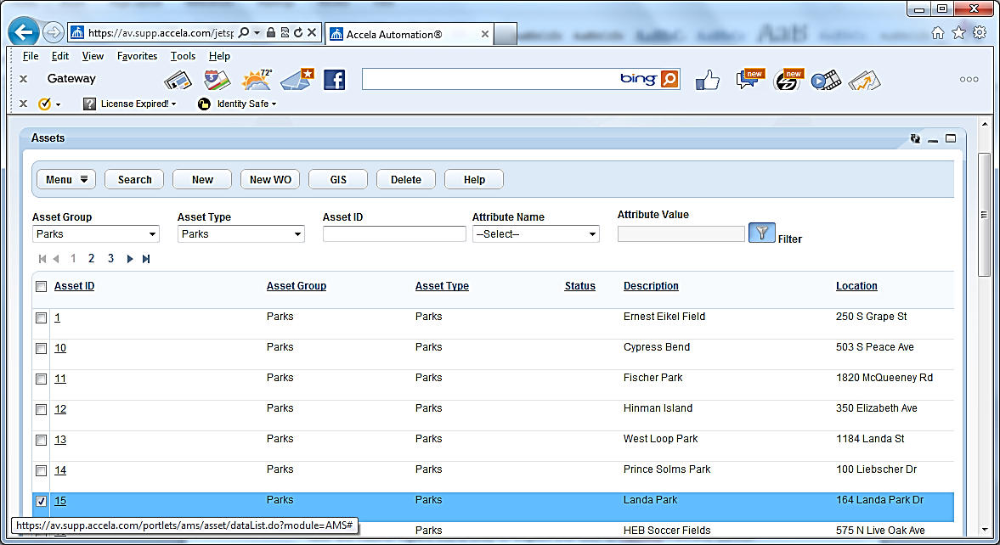 https://av.supp.accela.com/jetsp
Accela Automation®
File Edit View Favorites Tools Help
x Gateway 72° bing new new
x License Expired! Identity Safe
Assets
Menu Search New New WO GIS Delete Help
Asset Group Asset Type Asset ID Attribute Name Attribute Value
Parks Parks --Select-- Filter
1 2 3
Asset ID Asset Group Asset Type Status Description Location
1 Parks Parks Ernest Eikel Field 250 S Grape St
10 Parks Parks Cypress Bend 503 S Peace Ave
11 Parks Parks Fischer Park 1820 McQueeney Rd
12 Parks Parks Hinman Island 350 Elizabeth Ave
13 Parks Parks West Loop Park 1184 Landa St
14 Parks Parks Prince Solms Park 100 Liebscher Dr
15 Parks Parks Landa Park 164 Landa Park Dr
https://av.supp.accela.com/portlets/ams/asset/dataList.do?module=AMS#
Parks HEB Soccer Fields 575 N Live Oak Ave